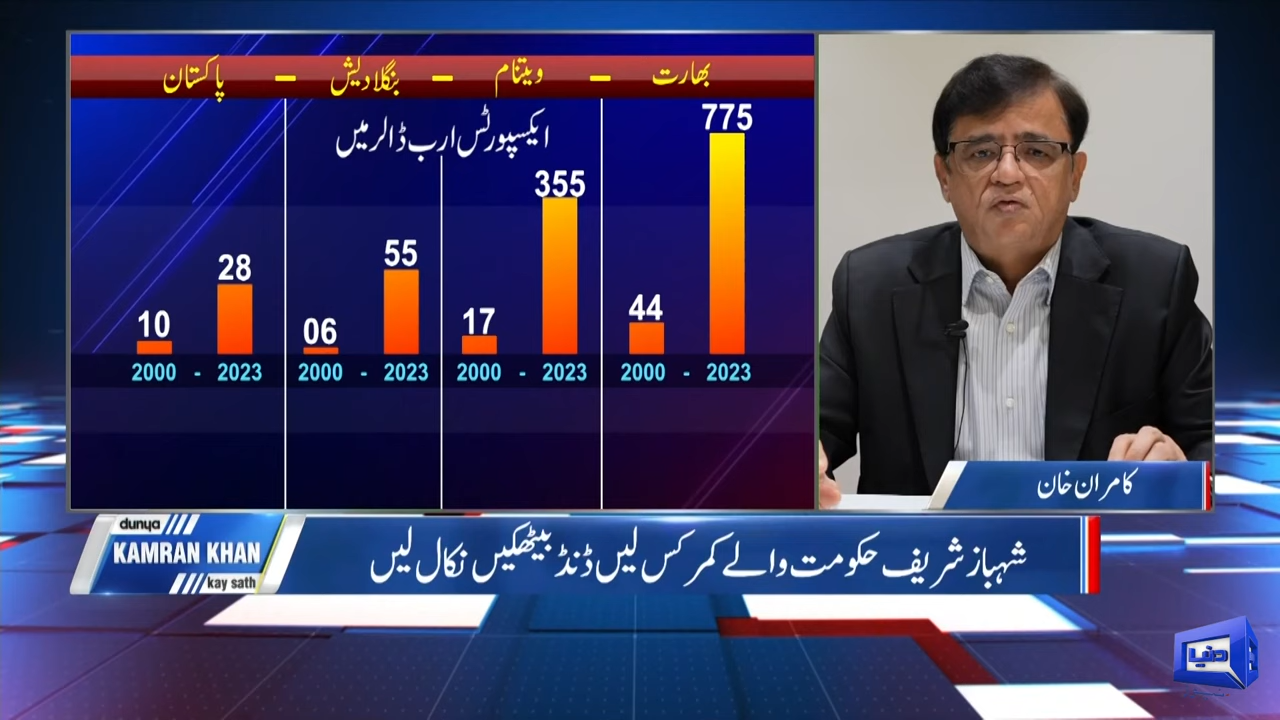 پاکستان – بنگلادیش – ویتنام – بھارت
ایکسپورٹس ارب ڈالر میں
10 28 06 55 17 355 44 775
2000 - 2023 2000 - 2023 2000 - 2023 2000 - 2023
کامران خان
شہباز شریف حکومت والے کمر کس لیں ڈنڈ بیٹھکیں نکال لیں
dunya
KAMRAN KHAN
kay sath
دنیا